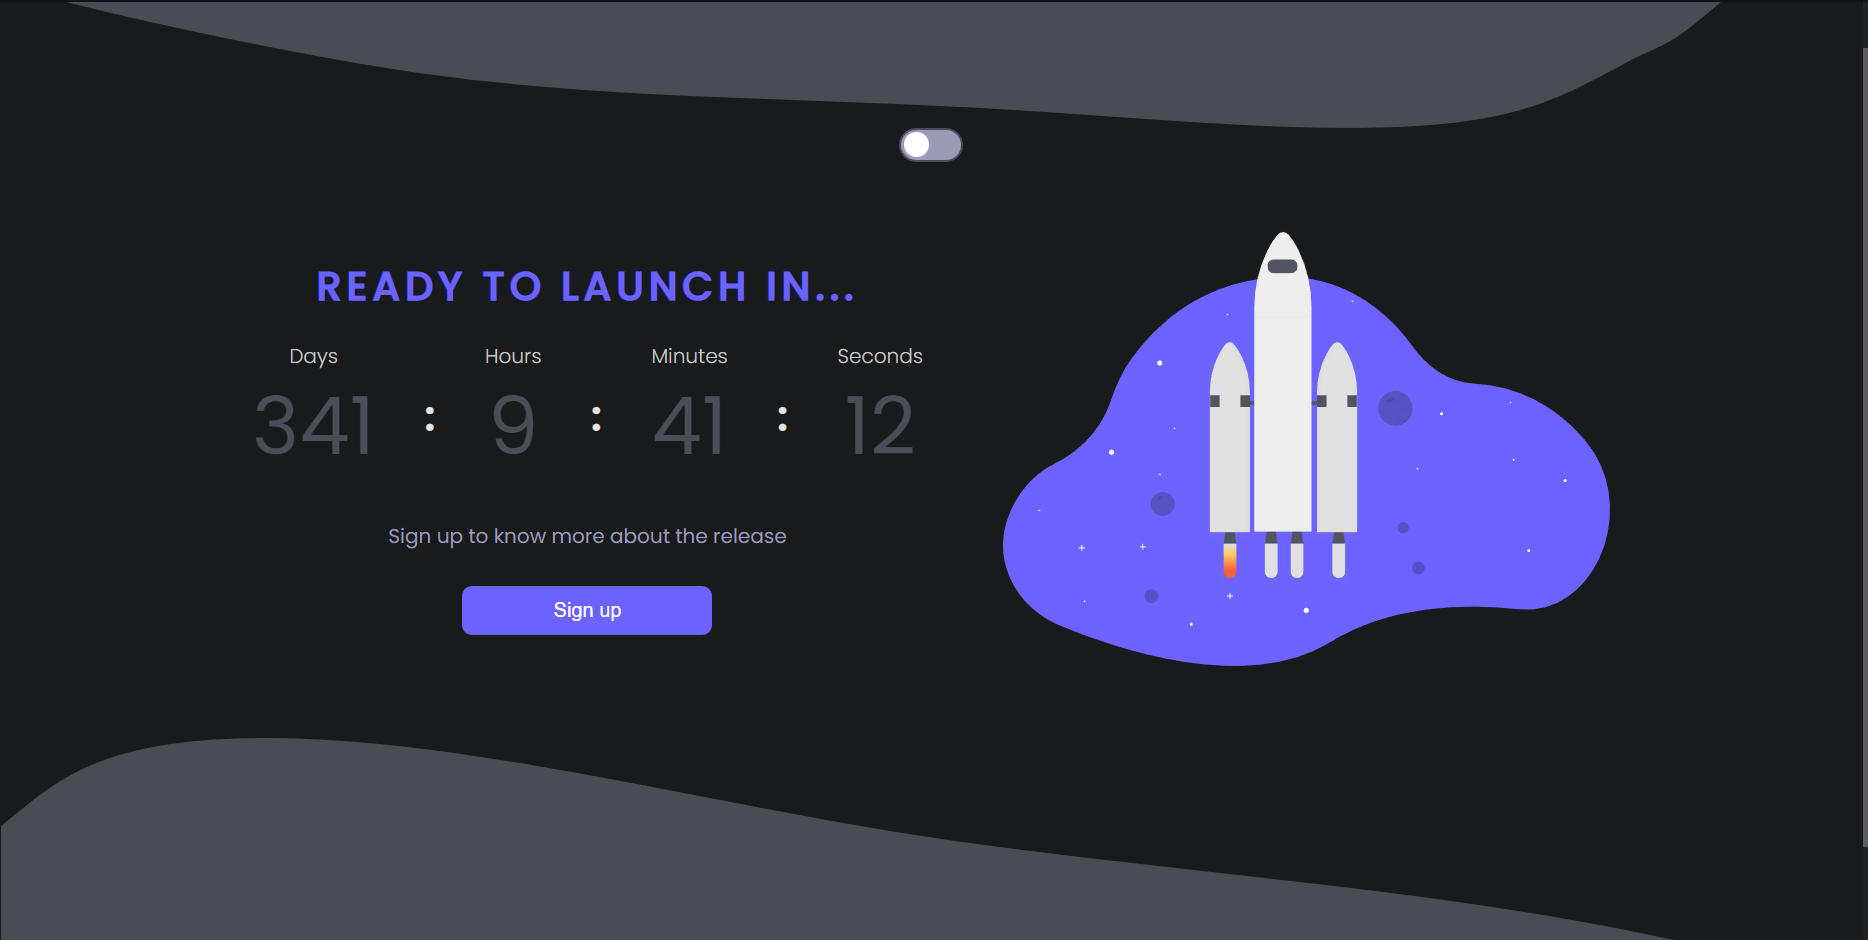 READY TO LAUNCH IN...
Days Hours Minutes Seconds
341 : 9 : 41 : 12
Sign up to know more about the release
Sign up